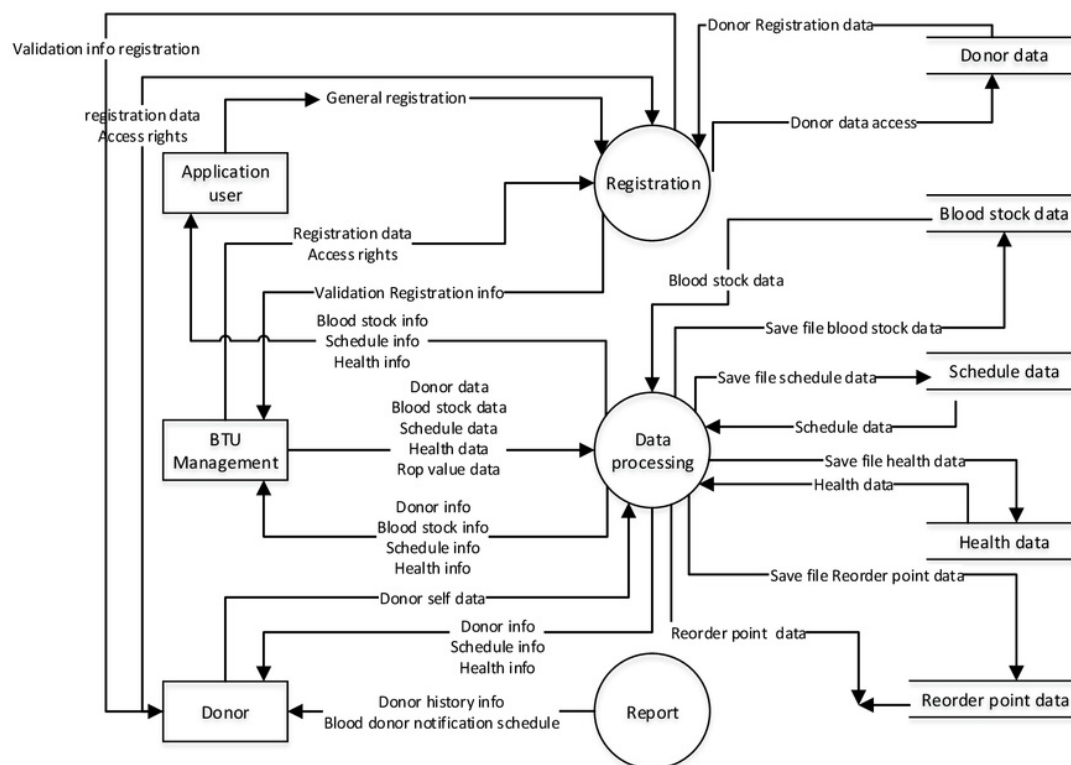 Donor Registration data
Validation info registration
Donor data
General registration
registration data
Access rights
Donor data access
Application
user
Registration
Blood stock data
Registration data
Access rights
Blood stock data
Validation Registration info
Blood stock info
Schedule info
Health info
Save file blood stock data
Save file schedule data
Schedule data
Donor data
Blood stock data
Schedule data
Health data
Rop value data
Schedule data
BTU
Management
Data
processing
Save file health data
Health data
Donor info
Blood stock info
Schedule info
Health info
Health data
Save file Reorder point data
Donor self data
Donor info
Schedule info
Health info
Reorder point data
Donor history info
Blood donor notification schedule
Donor
Report
Reorder point data